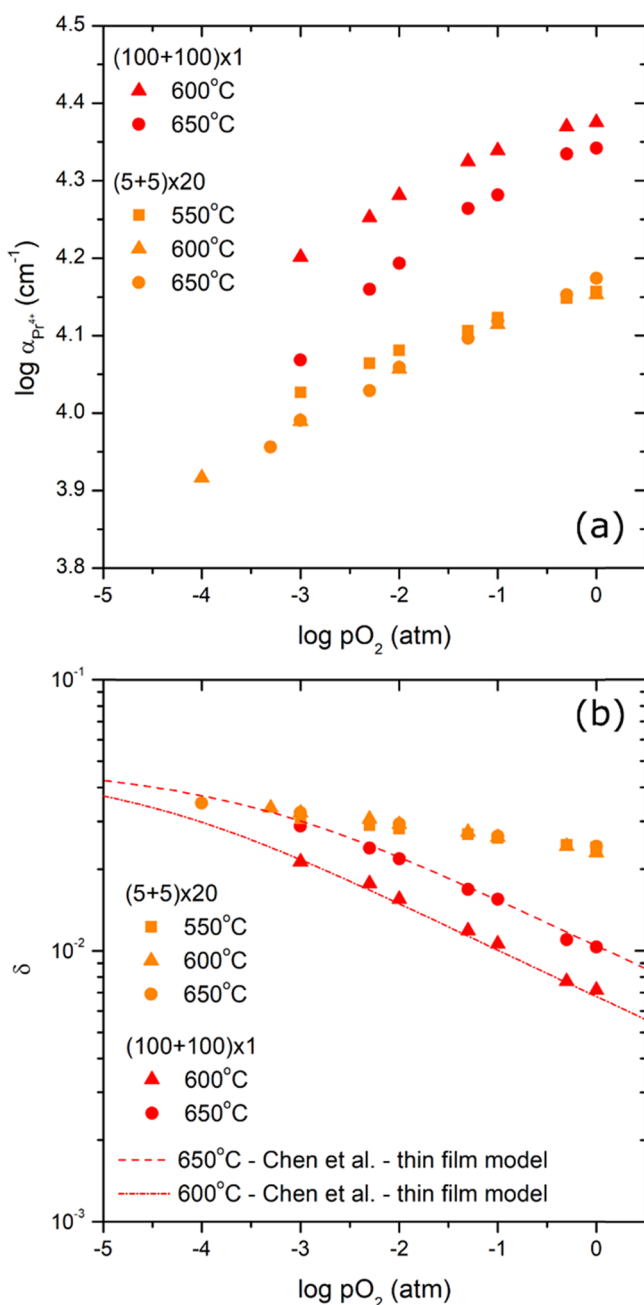 4.5
(100+100)x1
600°C
650°C
4.4
(5+5)x20
550°C
600°C
650°C
4.3
4.2
4.1
4.0
3.9
3.8
log α_Pr⁴⁺ (cm⁻¹)
(a)
-5 -4 -3 -2 -1 0
log pO₂ (atm)
10⁻¹
(b)
(5+5)x20
550°C
600°C
650°C
10⁻²
δ
(100+100)x1
600°C
650°C
650°C - Chen et al. - thin film model
600°C - Chen et al. - thin film model
10⁻³
-5 -4 -3 -2 -1 0
log pO₂ (atm)